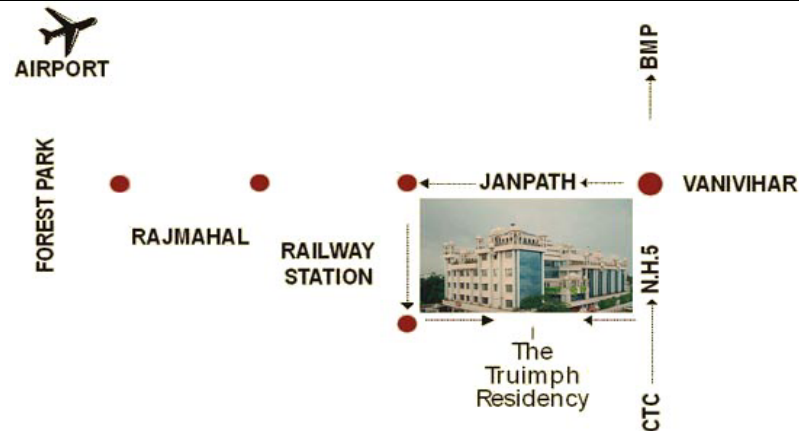 BMP
AIRPORT
FOREST PARK
JANPATH
VANIVIHAR
RAJMAHAL
RAILWAY
STATION
N.H.5
The
Truimph
Residency
CTC